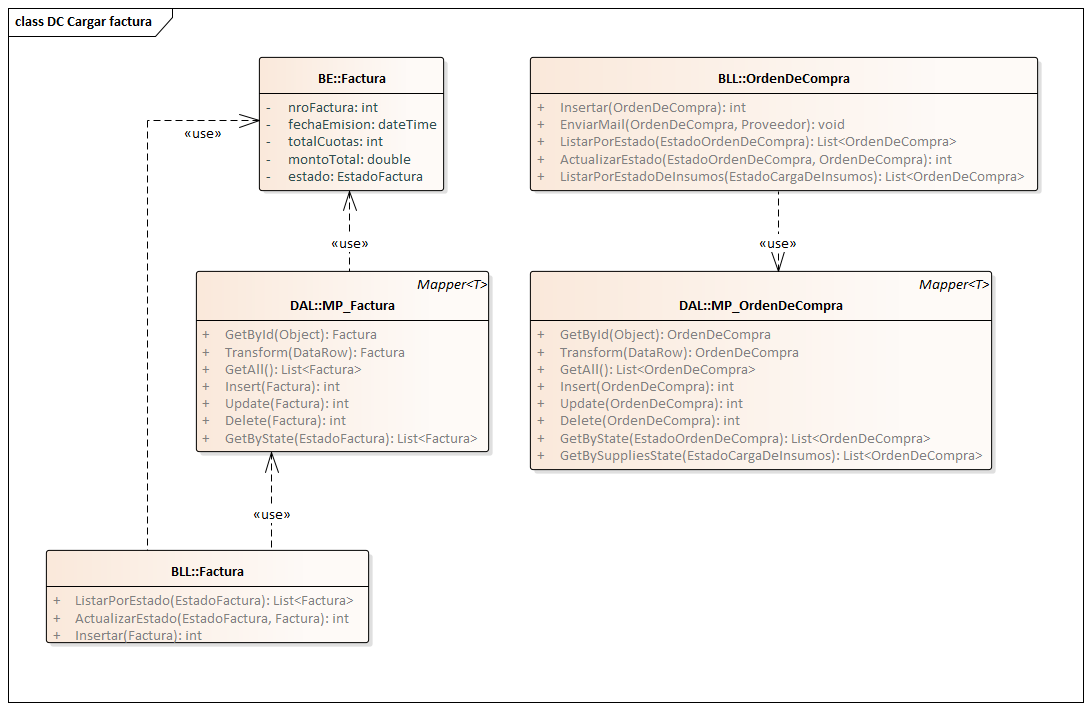 class DC Cargar factura
BE::Factura
- nroFactura: int
- fechaEmision: dateTime
- totalCuotas: int
- montoTotal: double
- estado: EstadoFactura
BLL::OrdenDeCompra
+ Insertar(OrdenDeCompra): int
+ EnviarMail(OrdenDeCompra, Proveedor): void
+ ListarPorEstado(EstadoOrdenDeCompra): List<OrdenDeCompra>
+ ActualizarEstado(EstadoOrdenDeCompra, OrdenDeCompra): int
+ ListarPorEstadoDeInsumos(EstadoCargaDeInsumos): List<OrdenDeCompra>
«use»
«use»
«use»
Mapper<T>
DAL::MP_Factura
+ GetById(Object): Factura
+ Transform(DataRow): Factura
+ GetAll(): List<Factura>
+ Insert(Factura): int
+ Update(Factura): int
+ Delete(Factura): int
+ GetByState(EstadoFactura): List<Factura>
Mapper<T>
DAL::MP_OrdenDeCompra
+ GetById(Object): OrdenDeCompra
+ Transform(DataRow): OrdenDeCompra
+ GetAll(): List<OrdenDeCompra>
+ Insert(OrdenDeCompra): int
+ Update(OrdenDeCompra): int
+ Delete(OrdenDeCompra): int
+ GetByState(EstadoOrdenDeCompra): List<OrdenDeCompra>
+ GetBySuppliesState(EstadoCargaDeInsumos): List<OrdenDeCompra>
«use»
BLL::Factura
+ ListarPorEstado(EstadoFactura): List<Factura>
+ ActualizarEstado(EstadoFactura, Factura): int
+ Insertar(Factura): int